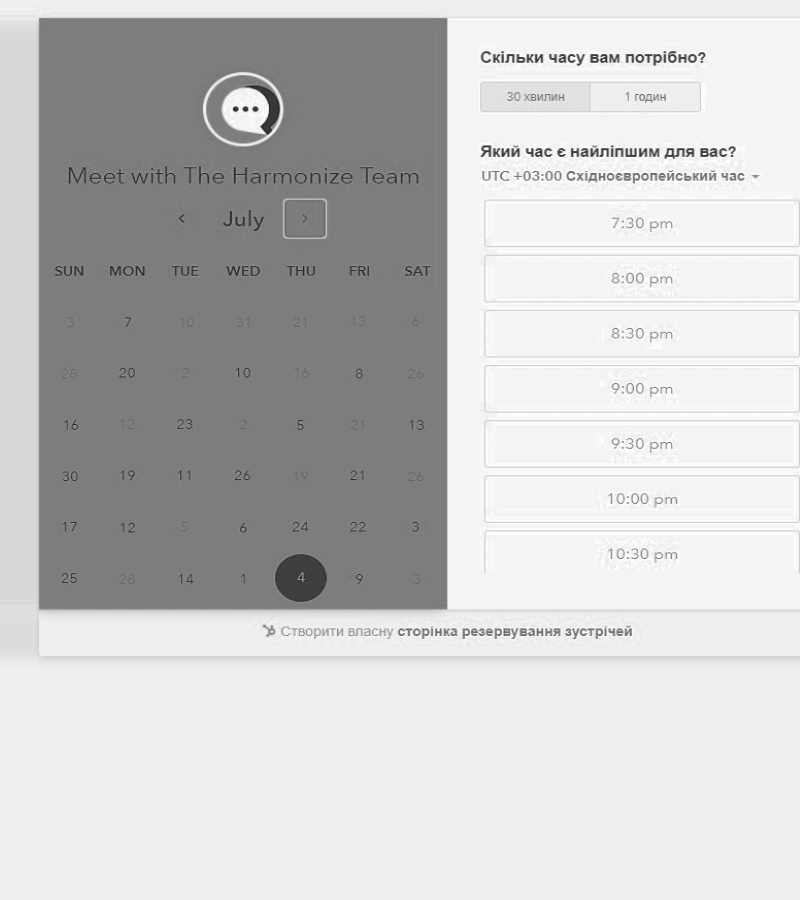 Meet with The Harmonize Team
July
SUN MON TUE WED THU FRI SAT
3 7 10 31 21 13 6
28 20 2 10 16 8 26
16 12 23 2 5 21 13
30 19 11 26 19 21 26
17 12 5 6 24 22 3
25 28 14 1 4 9 3
Скільки часу вам потрібно?
30 хвилин 1 годин
Який час є найліпшим для вас?
UTC +03:00 Східноєвропейський час
7:30 pm
8:00 pm
8:30 pm
9:00 pm
9:30 pm
10:00 pm
10:30 pm
Створити власну сторінка резервування зустрічей